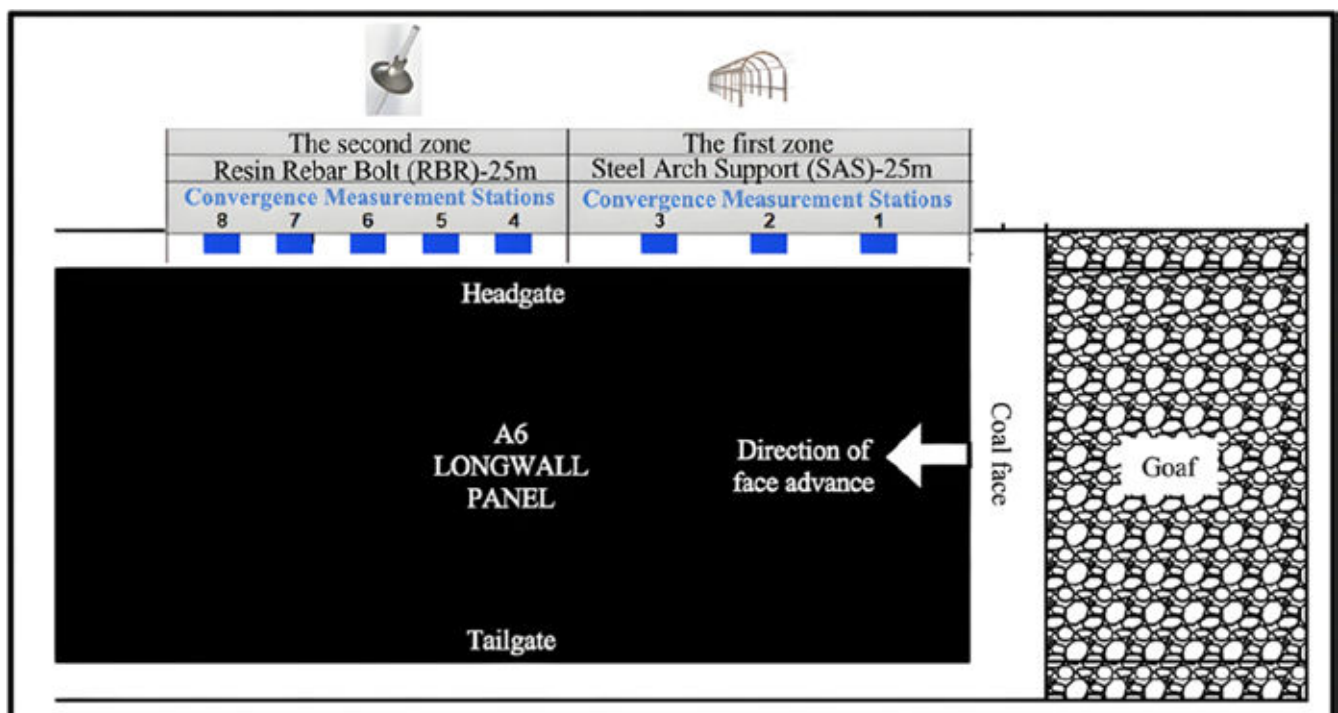 The second zone
Resin Rebar Bolt (RBR)-25m
Convergence Measurement Stations
8 7 6 5 4
The first zone
Steel Arch Support (SAS)-25m
Convergence Measurement Stations
3 2 1
Headgate
A6
LONGWALL
PANEL
Direction of
face advance
Coal face
Goaf
Tailgate